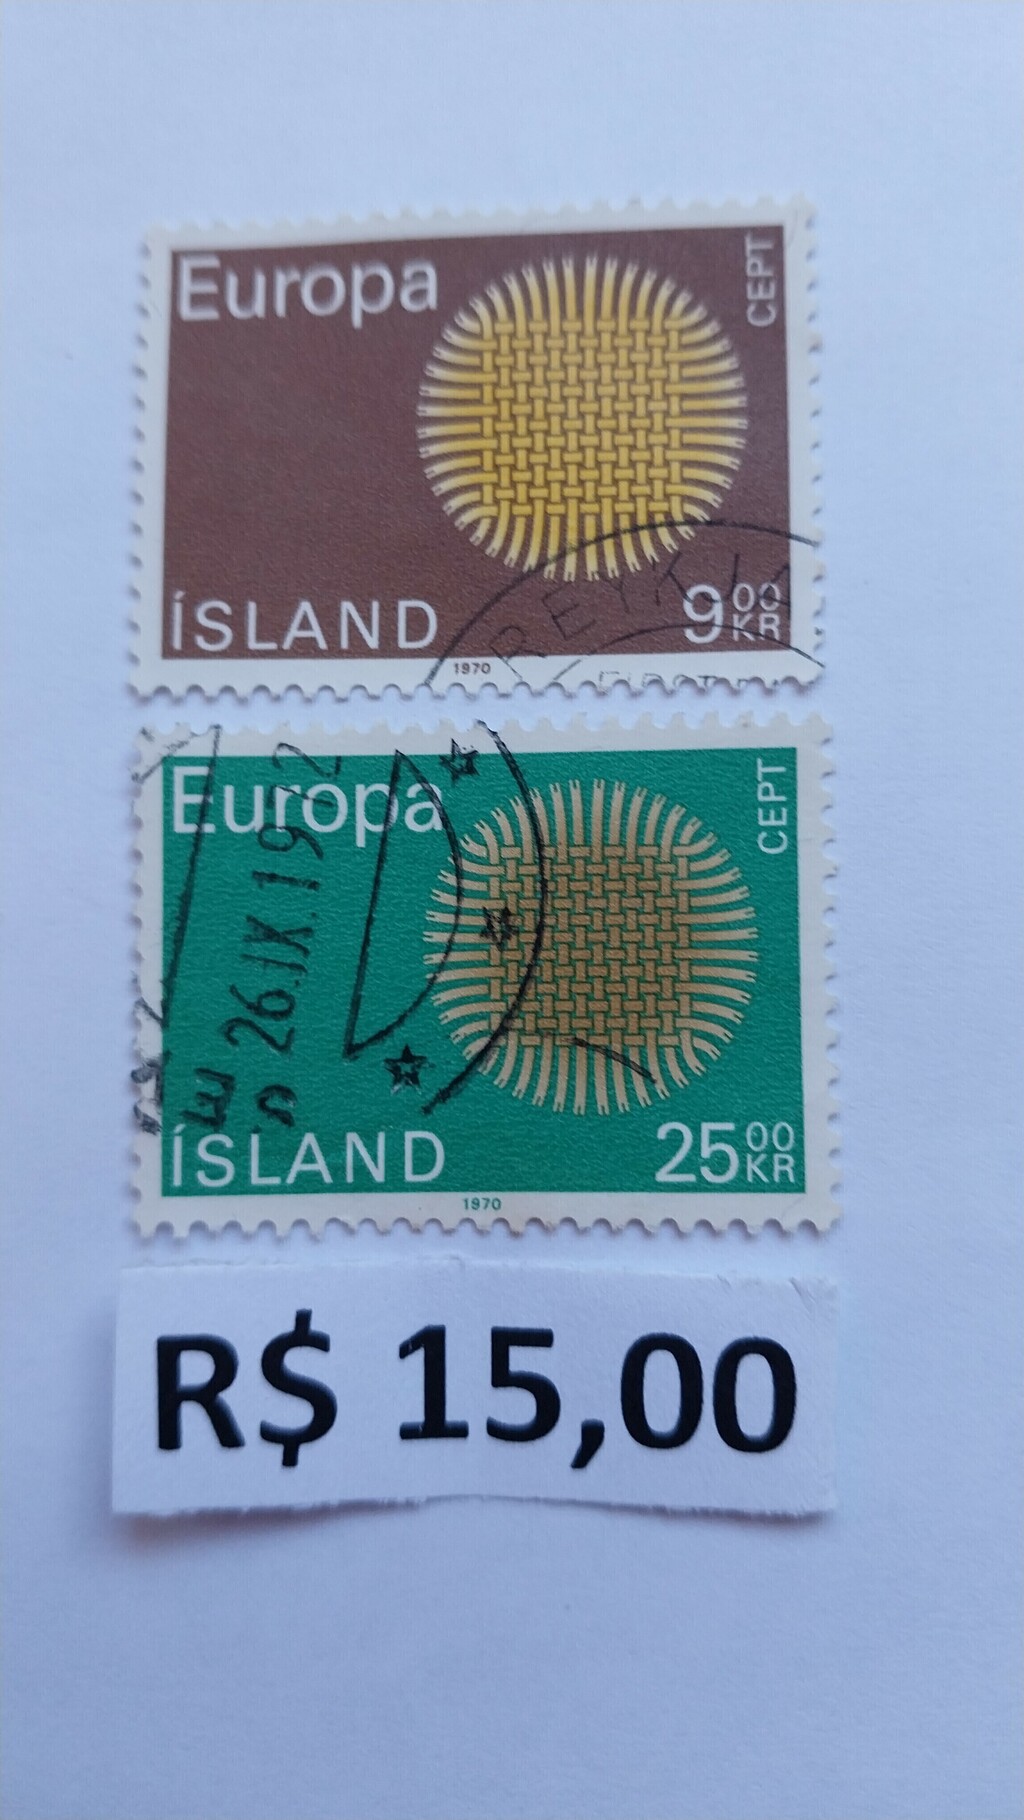 Europa
CEPT
ÍSLAND
9 00 KR
1970
REYKJA
Europa
CEPT
26.IX.19
ÍSLAND
25 00 KR
1970
R$ 15,00